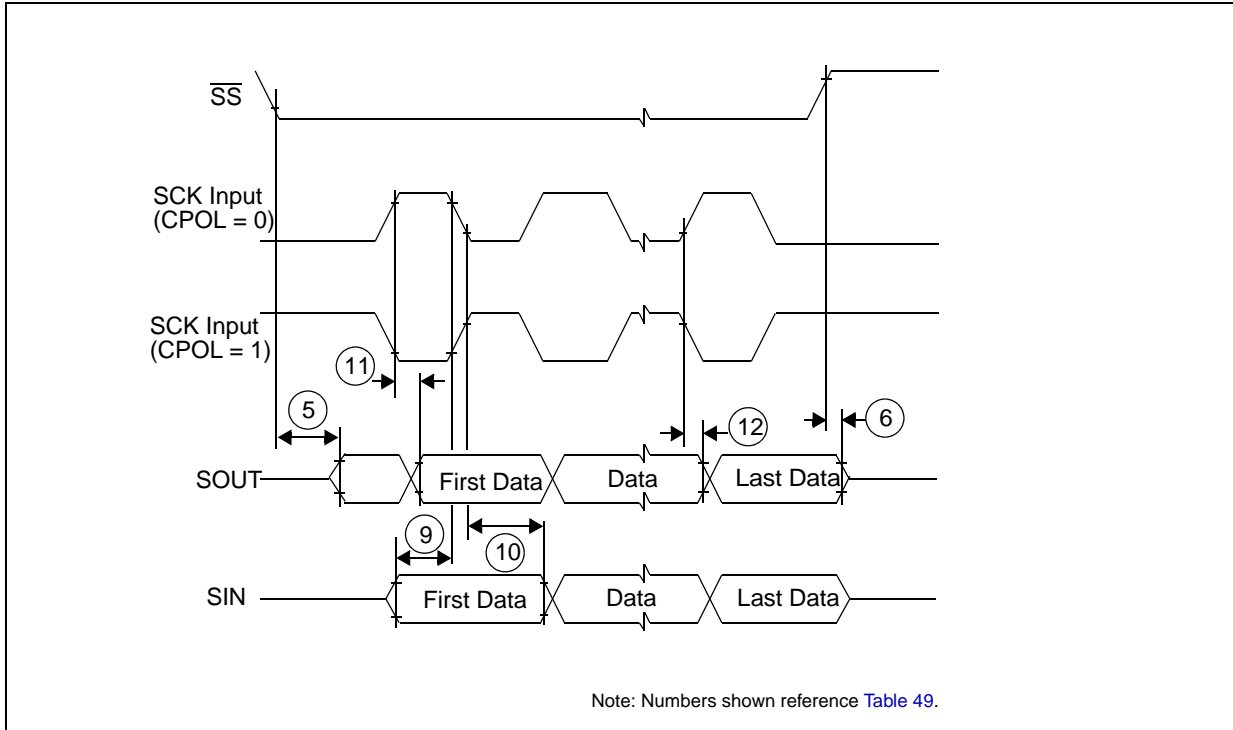 SS
SCK Input
(CPOL = 0)
SCK Input
(CPOL = 1)
11
5
12
6
SOUT
First Data
Data
Last Data
9
10
SIN
First Data
Data
Last Data
Note: Numbers shown reference Table 49.